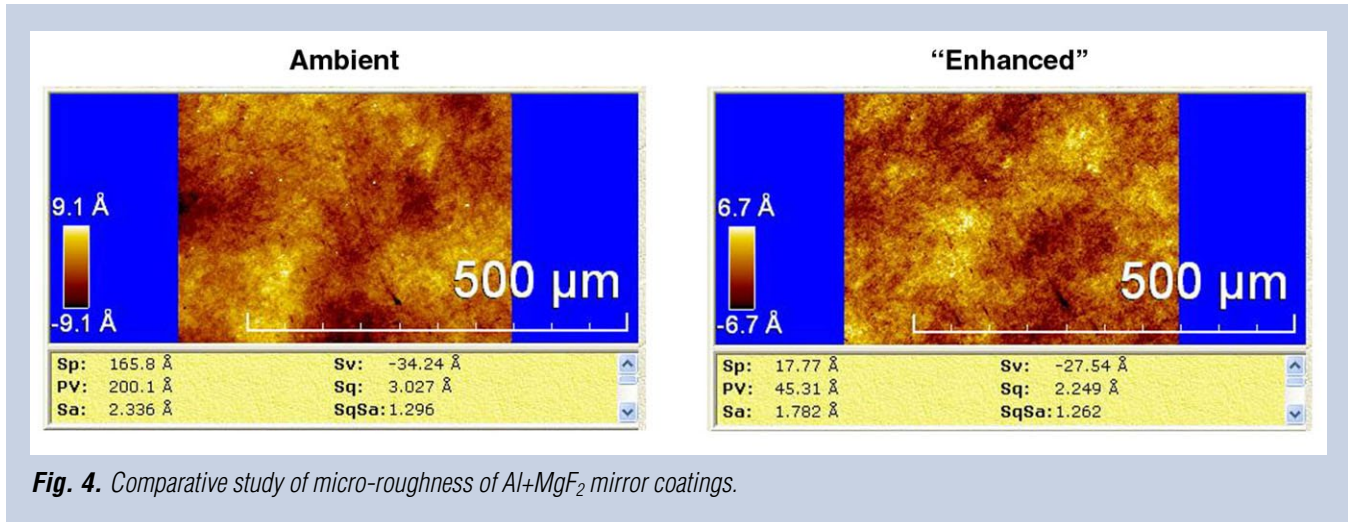 Ambient
“Enhanced”
9.1 Å
-9.1 Å
500 µm
Sp: 165.8 Å Sv: -34.24 Å
PV: 200.1 Å Sq: 3.027 Å
Sa: 2.336 Å SqSa: 1.296
6.7 Å
-6.7 Å
500 µm
Sp: 17.77 Å Sv: -27.54 Å
PV: 45.31 Å Sq: 2.249 Å
Sa: 1.782 Å SqSa: 1.262
Fig. 4. Comparative study of micro-roughness of Al+MgF₂ mirror coatings.